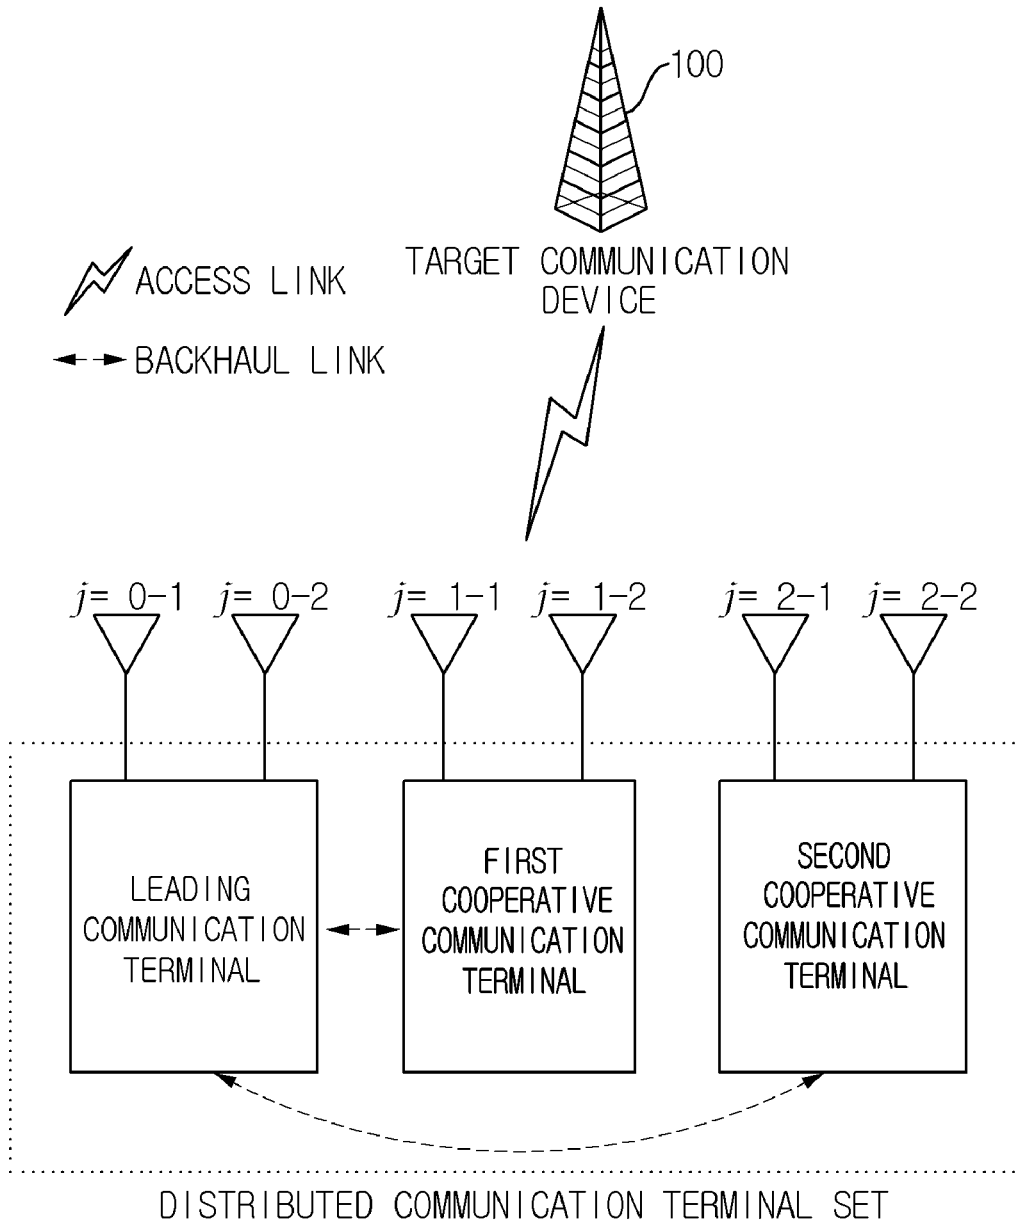 100
TARGET COMMUNICATION
DEVICE
ACCESS LINK
BACKHAUL LINK
j= 0-1
j= 0-2
j= 1-1
j= 1-2
j= 2-1
j= 2-2
LEADING
COMMUNICATION
TERMINAL
FIRST
COOPERATIVE
COMMUNICATION
TERMINAL
SECOND
COOPERATIVE
COMMUNICATION
TERMINAL
DISTRIBUTED COMMUNICATION TERMINAL SET